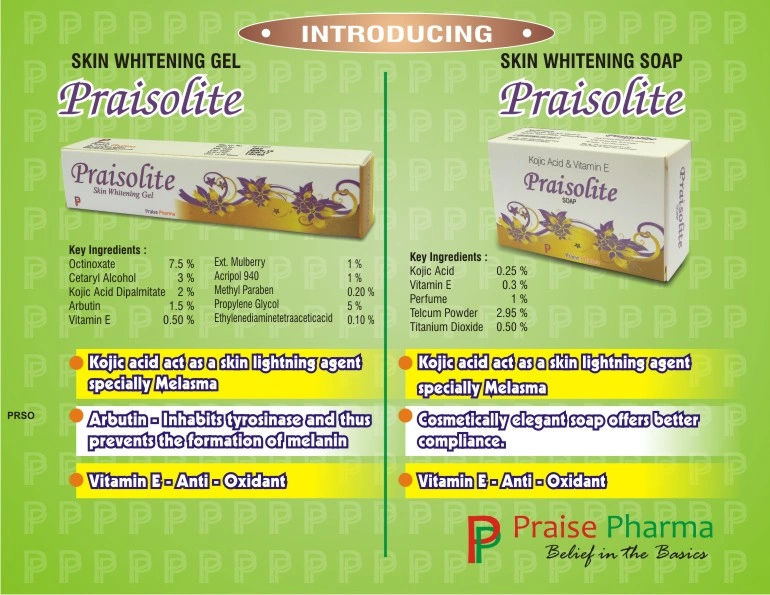 INTRODUCING
SKIN WHITENING GEL
Praisolite
Praisolite
Skin Whitening Gel
Praise Pharma
Key Ingredients :
Octinoxate 7.5 %
Cetaryl Alcohol 3 %
Kojic Acid Dipalmitate 2 %
Arbutin 1.5 %
Vitamin E 0.50 %
Ext. Mulberry 1 %
Acripol 940 1 %
Methyl Paraben 0.20 %
Propylene Glycol 5 %
Ethylenediaminetetraaceticacid 0.10 %
Kojic acid act as a skin lightning agent
specially Melasma
Arbutin - Inhabits tyrosinase and thus
prevents the formation of melanin
Vitamin E - Anti - Oxidant
SKIN WHITENING SOAP
Praisolite
Kojic Acid & Vitamin E
Praisolite
SOAP
Praisolite
Key Ingredients :
Kojic Acid 0.25 %
Vitamin E 0.3 %
Perfume 1 %
Telcum Powder 2.95 %
Titanium Dioxide 0.50 %
Kojic acid act as a skin lightning agent
specially Melasma
Cosmetically elegant soap offers better
compliance.
Vitamin E - Anti - Oxidant
PRSO
Praise Pharma
Belief in the Basics